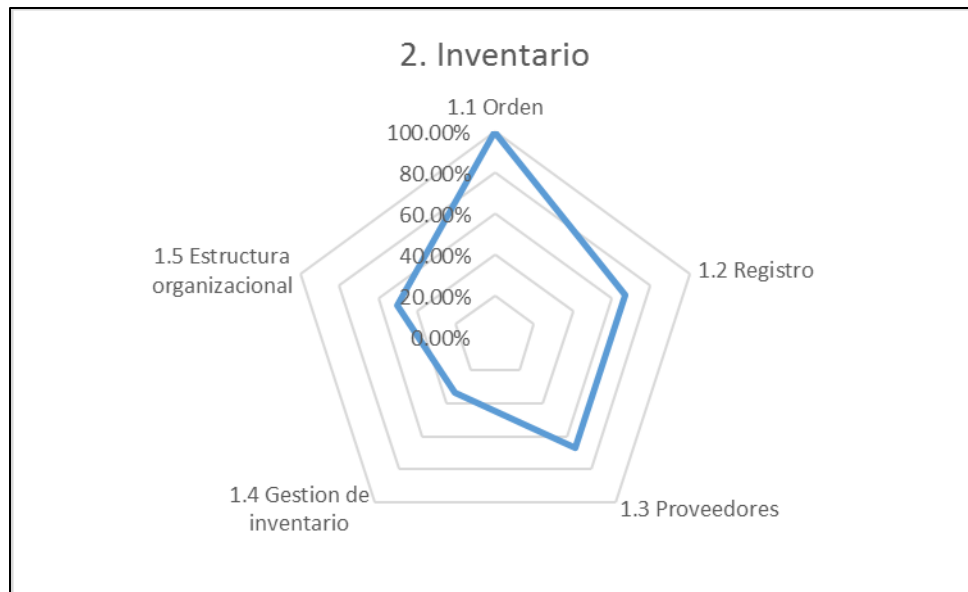 2. Inventario
1.1 Orden
100.00%
80.00%
60.00%
40.00%
20.00%
0.00%
1.2 Registro
1.3 Proveedores
1.4 Gestion de
inventario
1.5 Estructura
organizacional